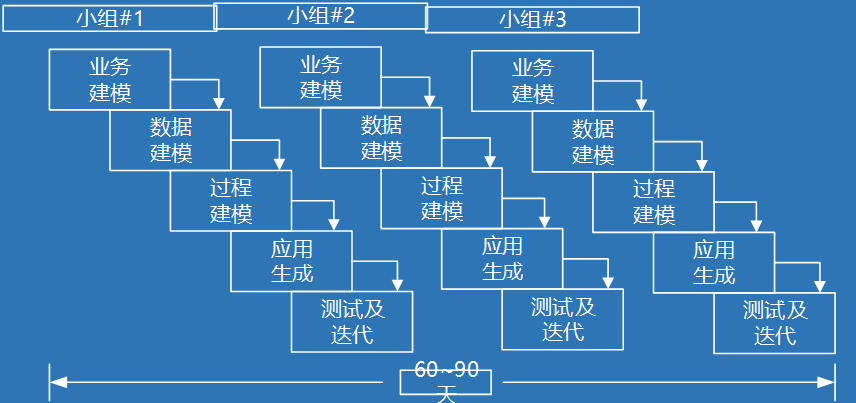 小组#1
小组#2
小组#3
业务
建模
数据
建模
过程
建模
应用
生成
测试及
迭代
业务
建模
数据
建模
过程
建模
应用
生成
测试及
迭代
业务
建模
数据
建模
过程
建模
应用
生成
测试及
迭代
60~90
天